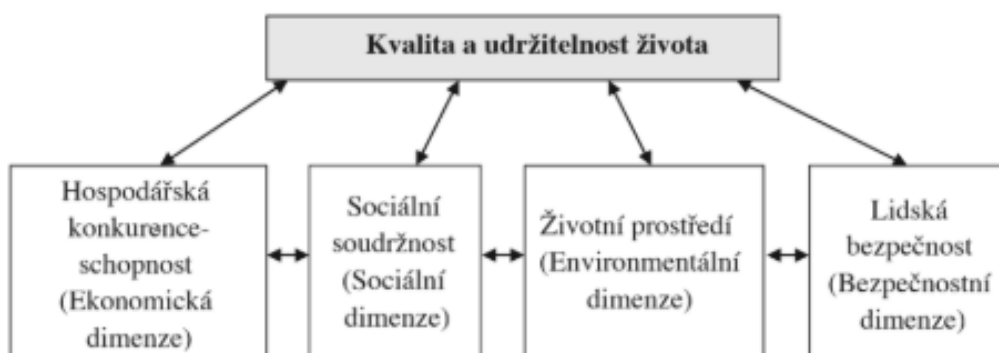 Kvalita a udržitelnost života
Hospodářská
konkurence-
schopnost
(Ekonomická
dimenze)
Sociální
soudržnost
(Sociální
dimenze)
Životní prostředí
(Environmentální
dimenze)
Lidská
bezpečnost
(Bezpečnostní
dimenze)